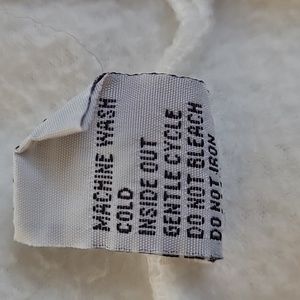 MACHINE WASH
COLD
INSIDE OUT
GENTLE CYCLE
DO NOT BLEACH
DO NOT IRON